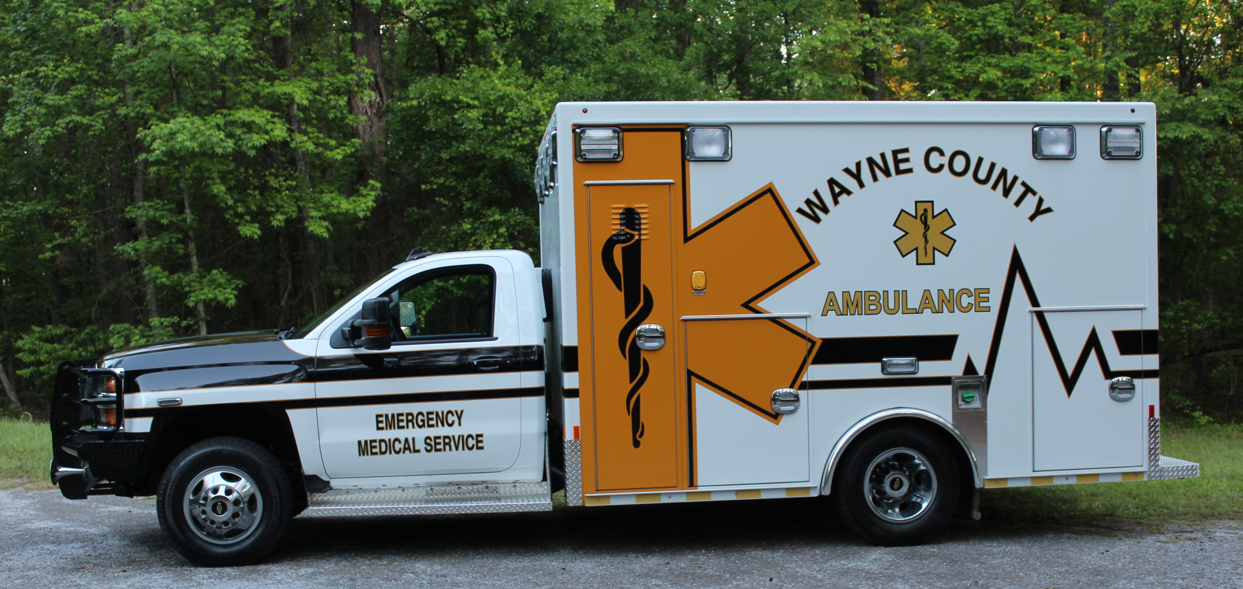 WAYNE COUNTY
AMBULANCE
EMERGENCY
MEDICAL SERVICE